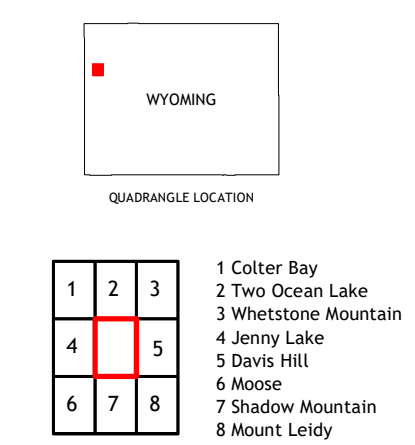 WYOMING
QUADRANGLE LOCATION
1 2 3
4 5
6 7 8
1 Colter Bay
2 Two Ocean Lake
3 Whetstone Mountain
4 Jenny Lake
5 Davis Hill
6 Moose
7 Shadow Mountain
8 Mount Leidy